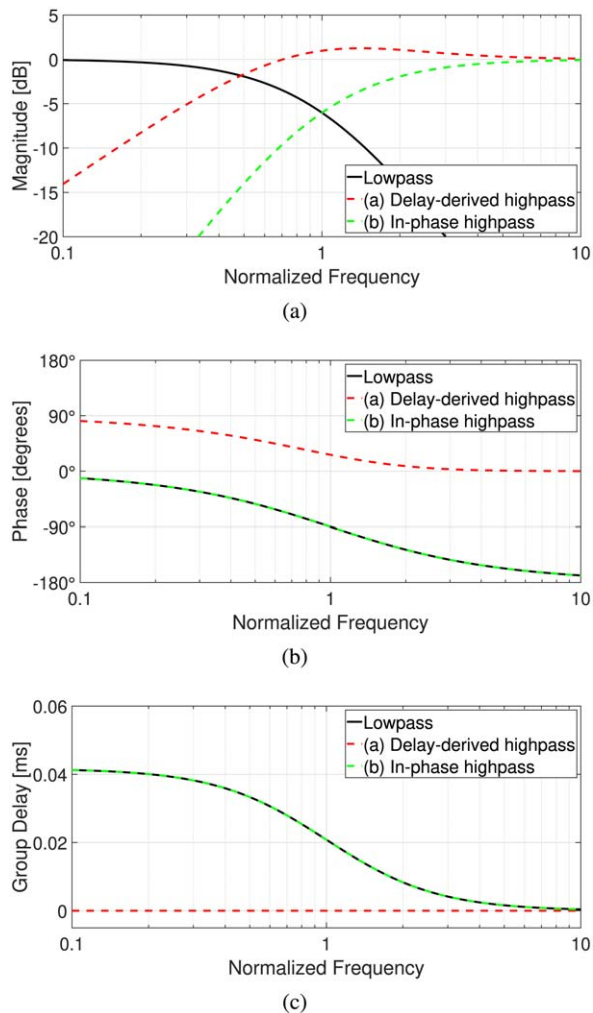 5
0
-5
-10
-15
-20
Magnitude [dB]
Lowpass
(a) Delay-derived highpass
(b) In-phase highpass
0.1
1
10
Normalized Frequency
(a)
180°
90°
0°
-90°
-180°
Phase [degrees]
Lowpass
(a) Delay-derived highpass
(b) In-phase highpass
0.1
1
10
Normalized Frequency
(b)
0.06
0.04
0.02
0
Group Delay [ms]
Lowpass
(a) Delay-derived highpass
(b) In-phase highpass
0.1
1
10
Normalized Frequency
(c)